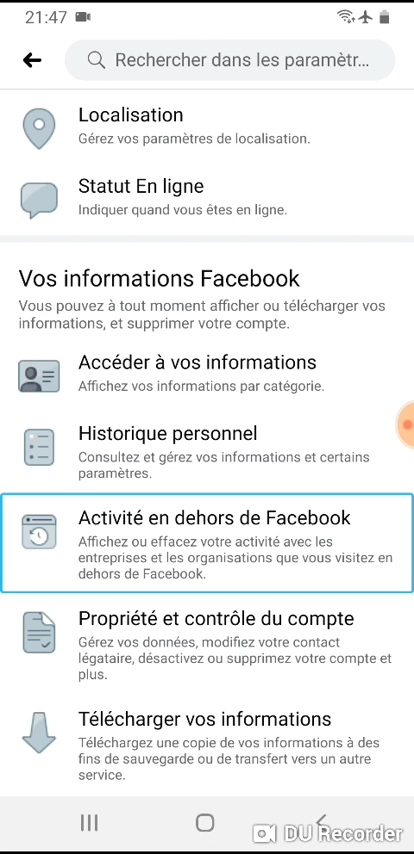 21:47
Rechercher dans les paramètr...
Localisation
Gérez vos paramètres de localisation.
Statut En ligne
Indiquer quand vous êtes en ligne.
Vos informations Facebook
Vous pouvez à tout moment afficher ou télécharger vos
informations, et supprimer votre compte.
Accéder à vos informations
Affichez vos informations par catégorie.
Historique personnel
Consultez et gérez vos informations et certains
paramètres.
Activité en dehors de Facebook
Affichez ou effacez votre activité avec les
entreprises et les organisations que vous visitez en
dehors de Facebook.
Propriété et contrôle du compte
Gérez vos données, modifiez votre contact
légataire, désactivez ou supprimez votre compte et
plus.
Télécharger vos informations
Téléchargez une copie de vos informations à des
fins de sauvegarde ou de transfert vers un autre
service.
DU Recorder